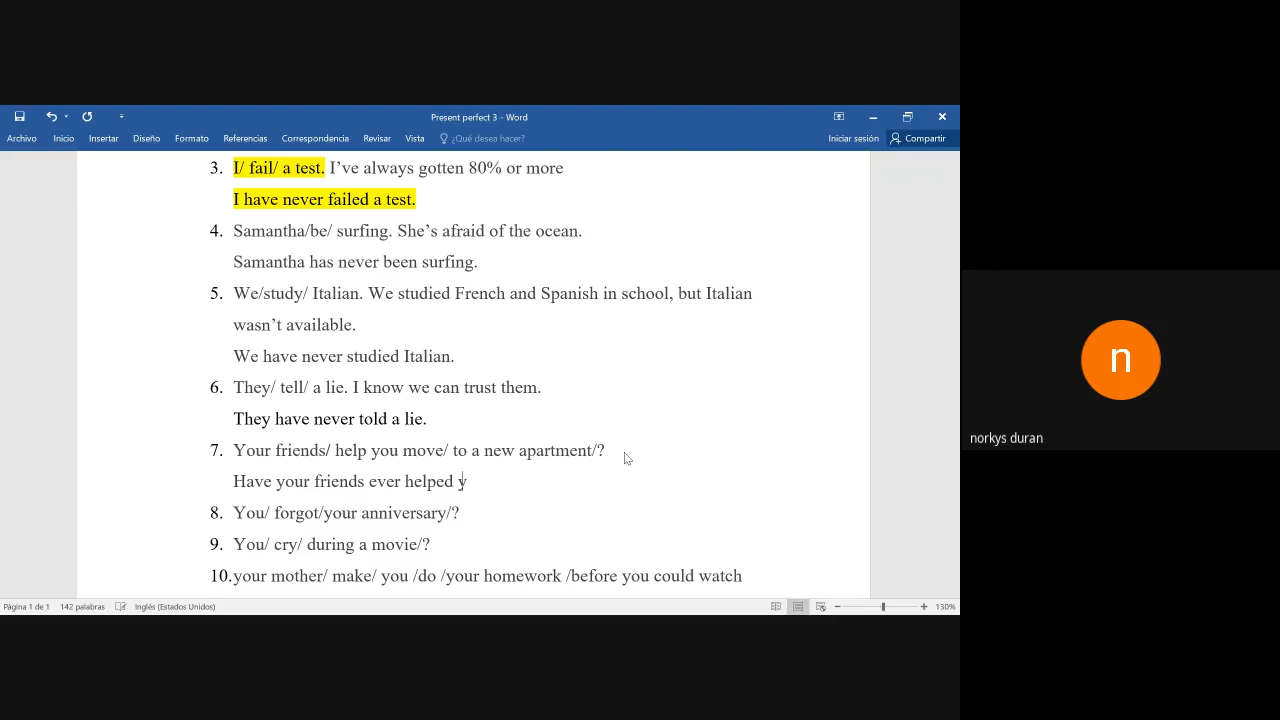 Present perfect 3 - Word
Archivo Inicio Insertar Diseño Formato Referencias Correspondencia Revisar Vista ¿Qué desea hacer? Iniciar sesión Compartir
3. I/ fail/ a test. I’ve always gotten 80% or more
I have never failed a test.
4. Samantha/be/ surfing. She’s afraid of the ocean.
Samantha has never been surfing.
5. We/study/ Italian. We studied French and Spanish in school, but Italian
wasn’t available.
We have never studied Italian.
6. They/ tell/ a lie. I know we can trust them.
They have never told a lie.
7. Your friends/ help you move/ to a new apartment/?
Have your friends ever helped y
8. You/ forgot/your anniversary/?
9. You/ cry/ during a movie/?
10.your mother/ make/ you /do /your homework /before you could watch
Página 1 de 1 142 palabras Inglés (Estados Unidos) 130%
n
norkys duran